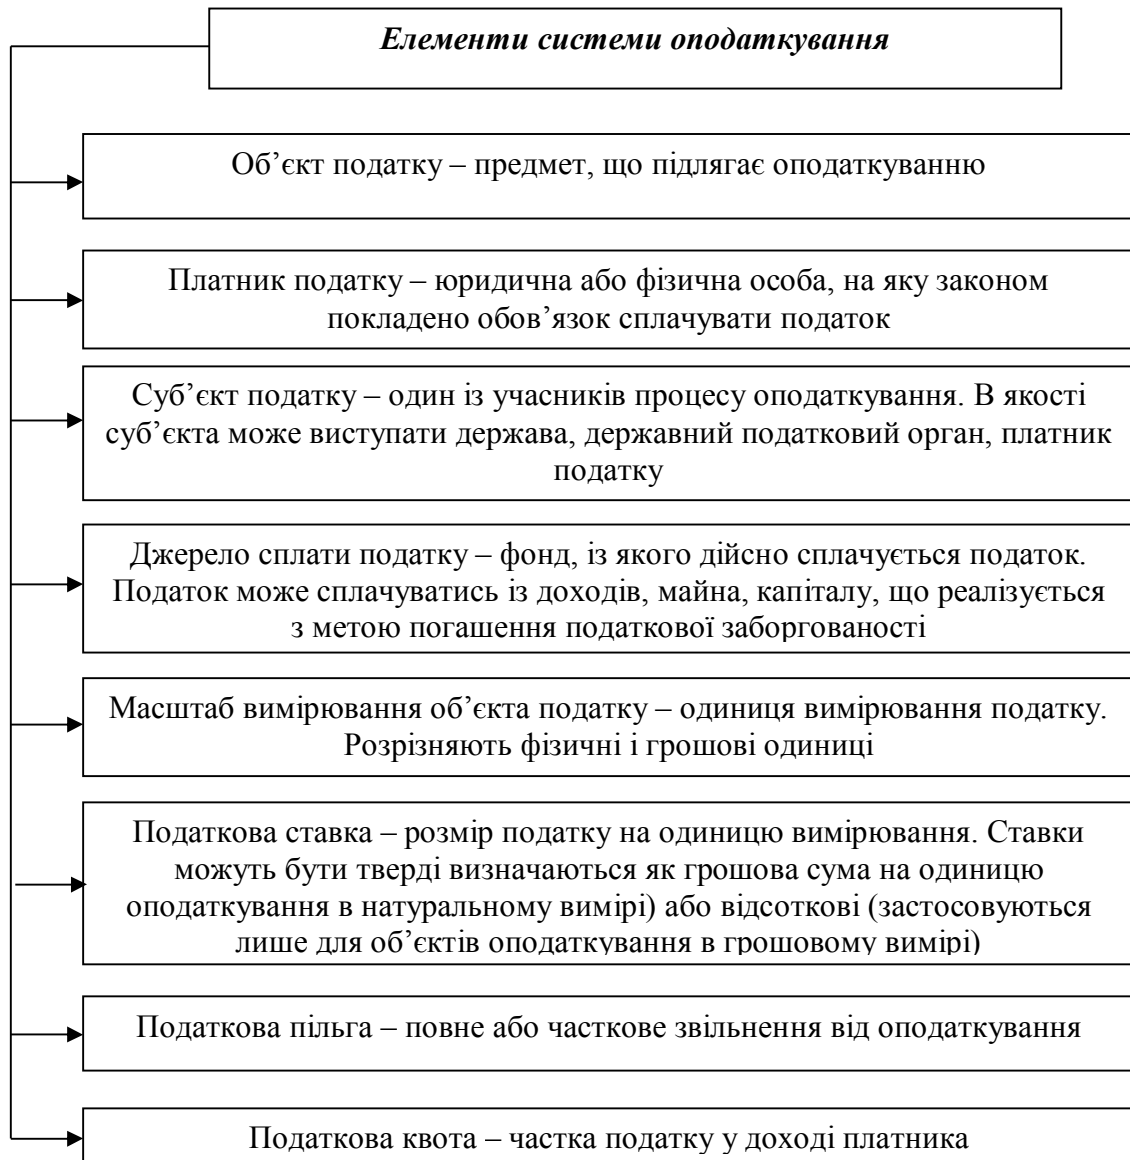 Елементи системи оподаткування
Об’єкт податку – предмет, що підлягає оподаткуванню
Платник податку – юридична або фізична особа, на яку законом
покладено обов’язок сплачувати податок
Суб’єкт податку – один із учасників процесу оподаткування. В якості
суб’єкта може виступати держава, державний податковий орган, платник
податку
Джерело сплати податку – фонд, із якого дійсно сплачується податок.
Податок може сплачуватись із доходів, майна, капіталу, що реалізується
з метою погашення податкової заборгованості
Масштаб вимірювання об’єкта податку – одиниця вимірювання податку.
Розрізняють фізичні і грошові одиниці
Податкова ставка – розмір податку на одиницю вимірювання. Ставки
можуть бути тверді визначаються як грошова сума на одиницю
оподаткування в натуральному вимірі) або відсоткові (застосовуються
лише для об’єктів оподаткування в грошовому вимірі)
Податкова пільга – повне або часткове звільнення від оподаткування
Податкова квота – частка податку у доході платника